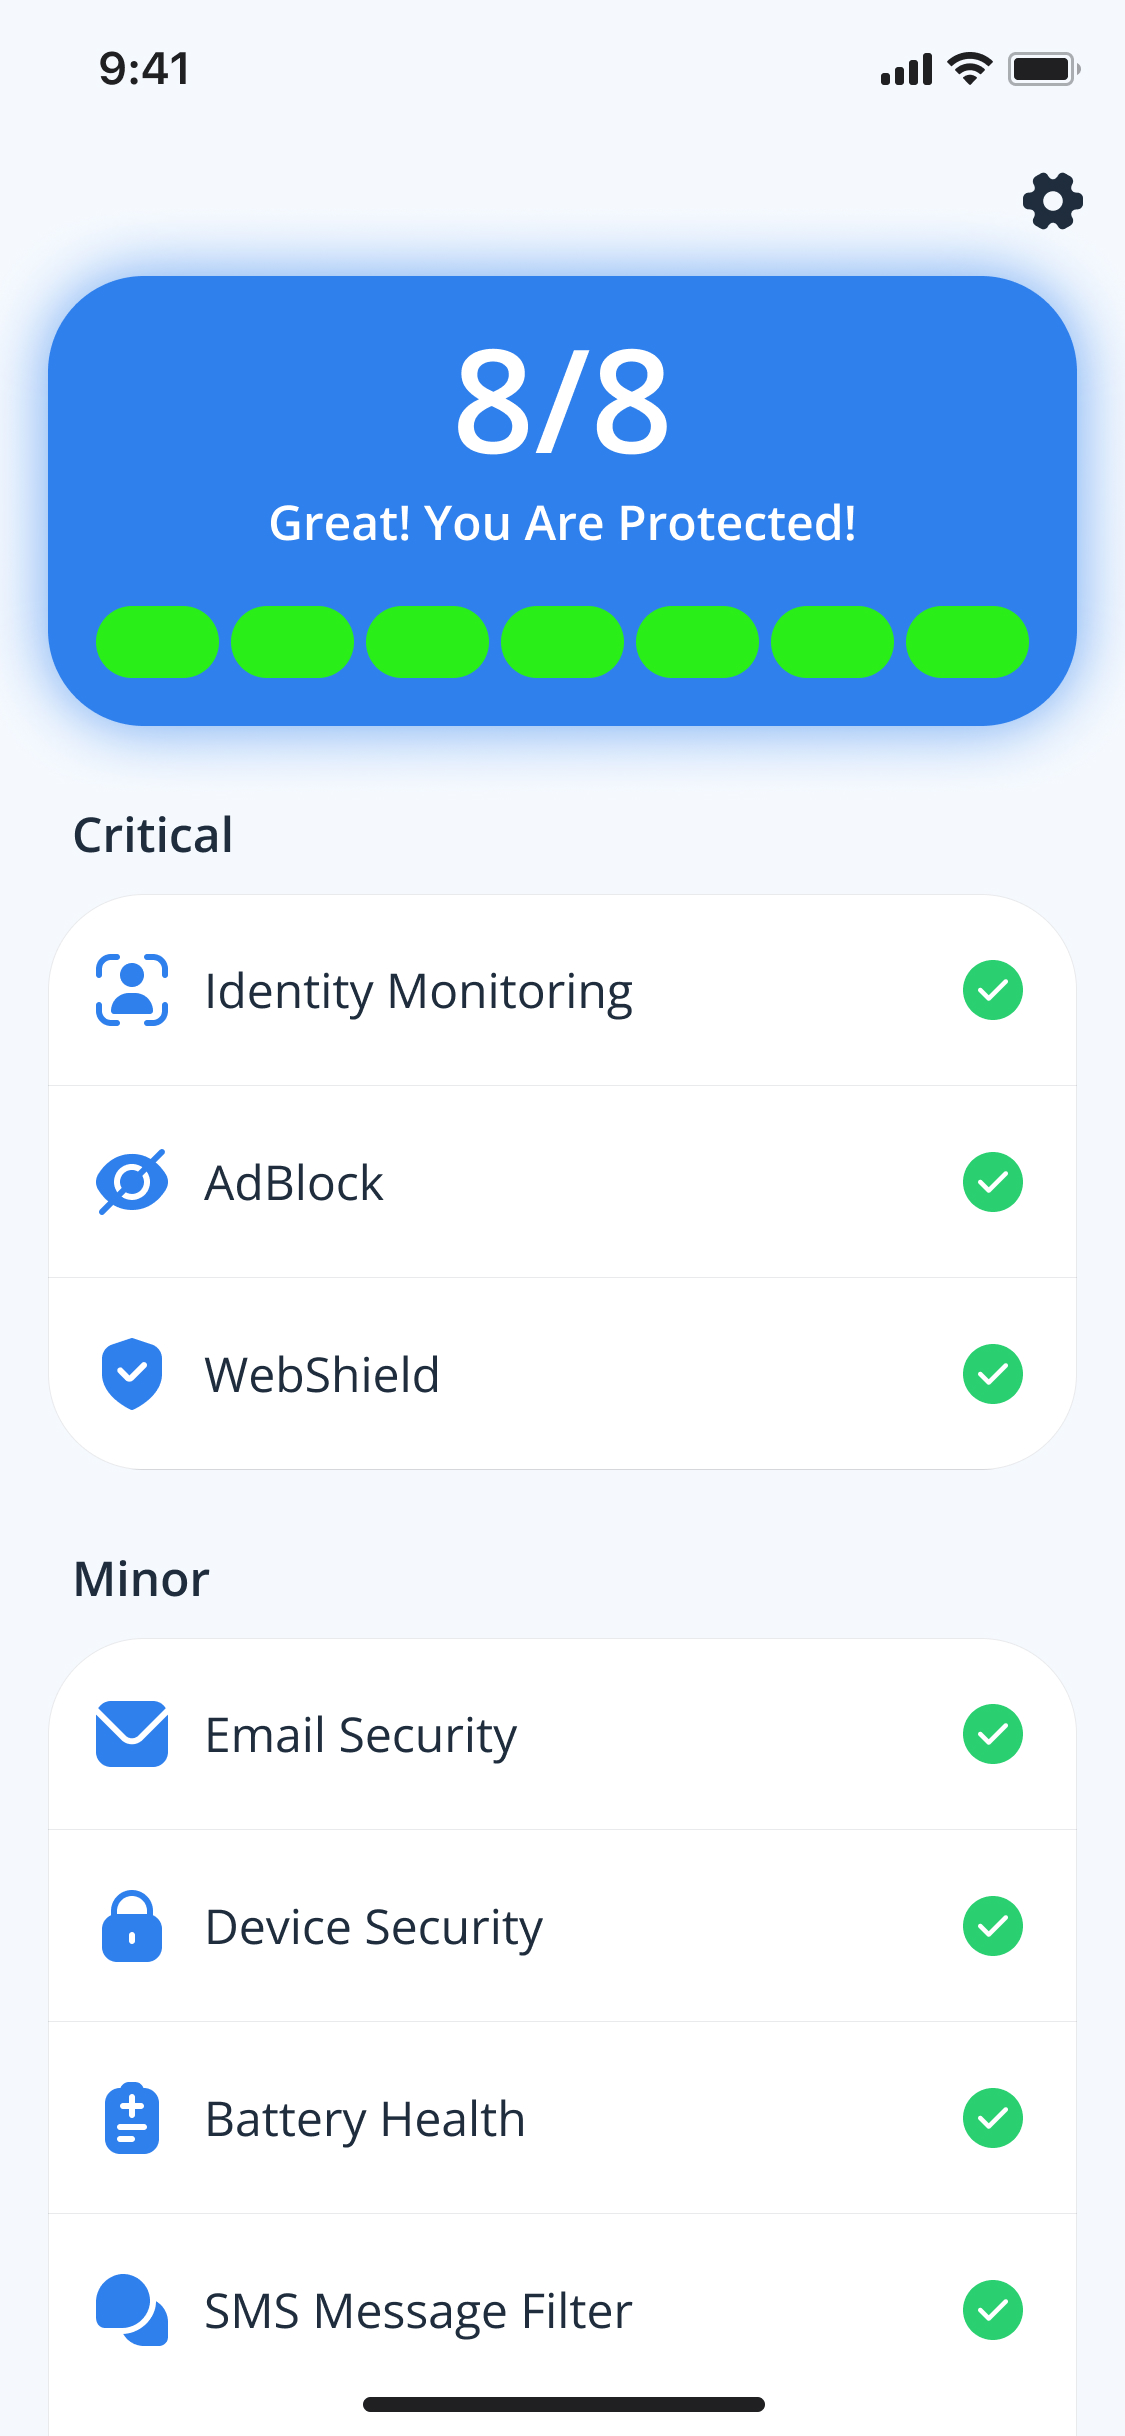 9:41
8/8
Great! You Are Protected!
Critical
Identity Monitoring
AdBlock
WebShield
Minor
Email Security
Device Security
Battery Health
SMS Message Filter